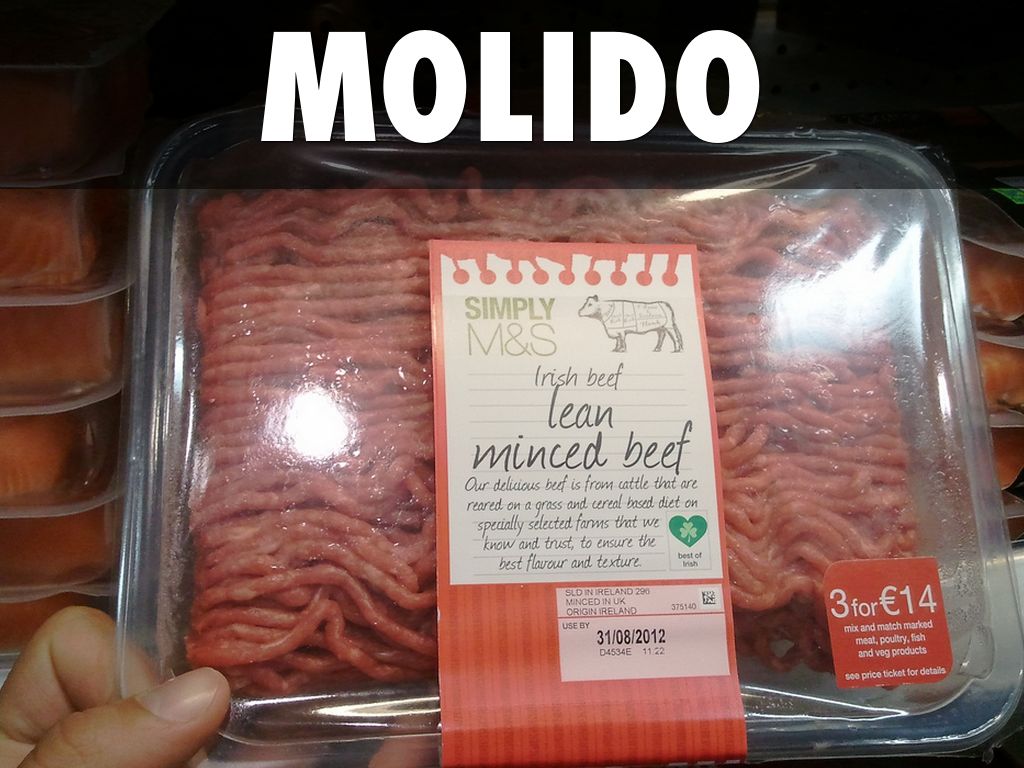 MOLIDO
SIMPLY
M&S
Irish beef
lean
minced beef
Our delicious beef is from cattle that are
reared on a grass and cereal based diet on
specially selected farms that we
know and trust, to ensure the
best flavour and texture.
best of
Irish
SLD IN IRELAND 296
MINCED IN UK
ORIGIN IRELAND
375140
USE BY
31/08/2012
D4534E 11:22
3 for €14
mix and match marked
meat, poultry, fish
and veg products
see price ticket for details